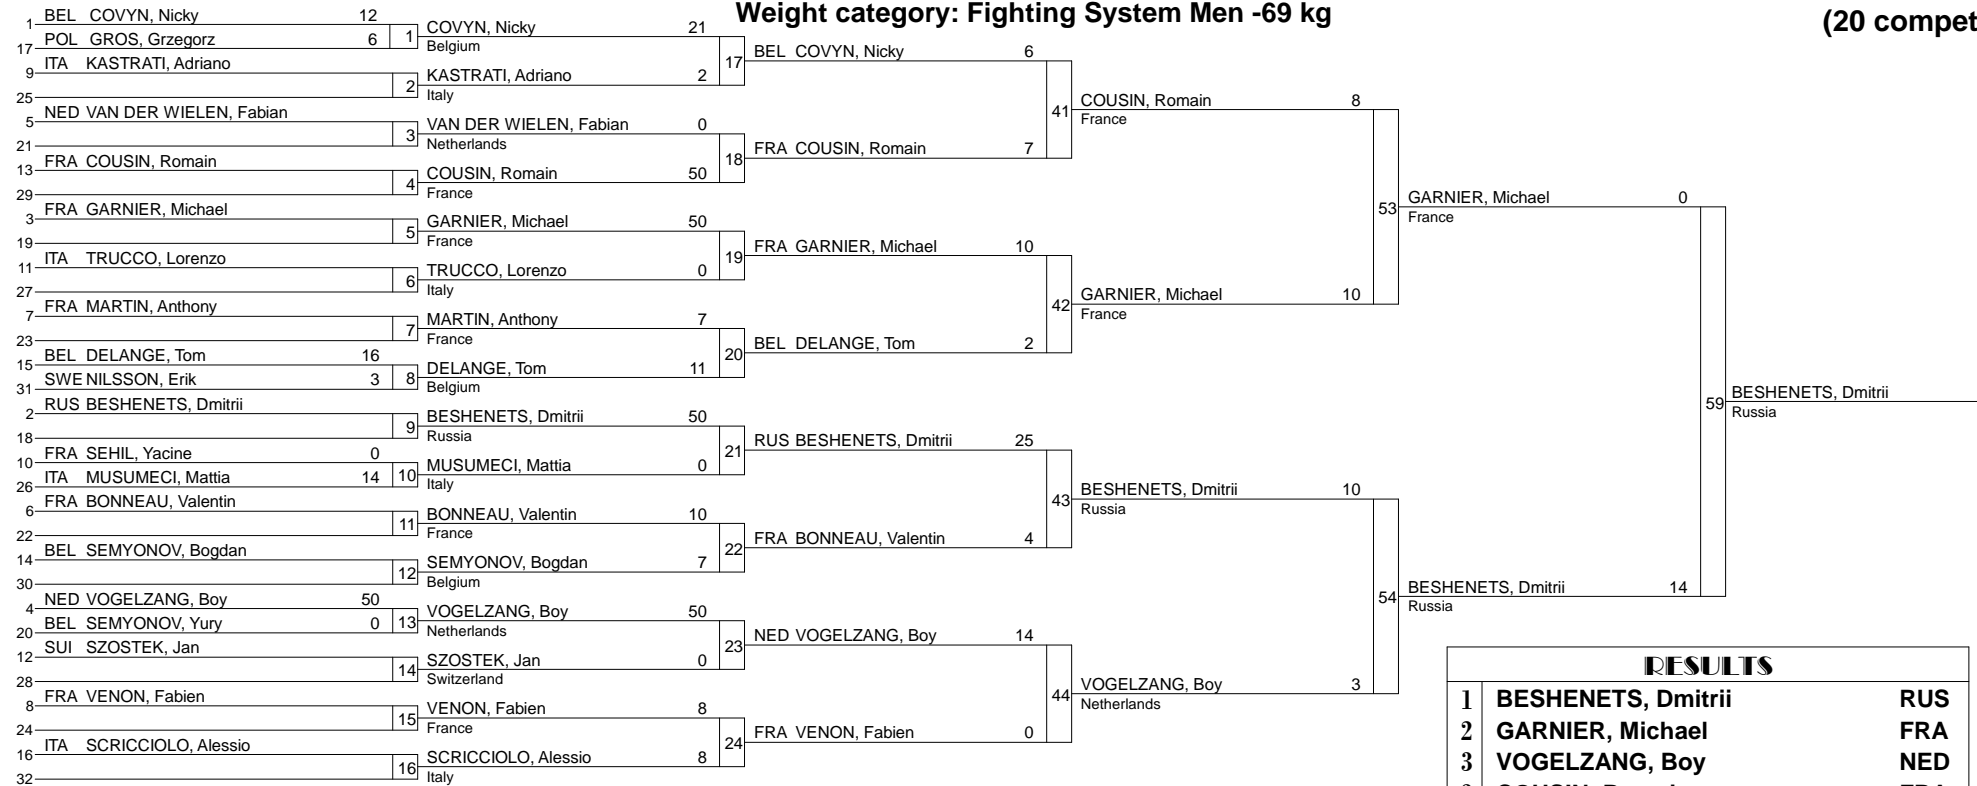 Weight category: Fighting System Men -69 kg
(20 compet
1 BEL COVYN, Nicky 12
17 POL GROS, Grzegorz 6
1
9 ITA KASTRATI, Adriano
25
2
5 NED VAN DER WIELEN, Fabian
21
3
13 FRA COUSIN, Romain
29
4
3 FRA GARNIER, Michael
19
5
11 ITA TRUCCO, Lorenzo
27
6
7 FRA MARTIN, Anthony
23
7
15 BEL DELANGE, Tom 16
31 SWE NILSSON, Erik 3
8
2 RUS BESHENETS, Dmitrii
18
9
10 FRA SEHIL, Yacine 0
26 ITA MUSUMECI, Mattia 14
10
6 FRA BONNEAU, Valentin
22
11
14 BEL SEMYONOV, Bogdan
30
12
4 NED VOGELZANG, Boy 50
20 BEL SEMYONOV, Yury 0
13
12 SUI SZOSTEK, Jan
28
14
8 FRA VENON, Fabien
24
15
16 ITA SCRICCIOLO, Alessio
32
16
COVYN, Nicky 21
Belgium
17
KASTRATI, Adriano 2
Italy
VAN DER WIELEN, Fabian 0
Netherlands
18
COUSIN, Romain 50
France
GARNIER, Michael 50
France
19
TRUCCO, Lorenzo 0
Italy
MARTIN, Anthony 7
France
20
DELANGE, Tom 11
Belgium
BESHENETS, Dmitrii 50
Russia
21
MUSUMECI, Mattia 0
Italy
BONNEAU, Valentin 10
France
22
SEMYONOV, Bogdan 7
Belgium
VOGELZANG, Boy 50
Netherlands
23
SZOSTEK, Jan 0
Switzerland
VENON, Fabien 8
France
24
SCRICCIOLO, Alessio 8
Italy
BEL COVYN, Nicky 6
41
FRA COUSIN, Romain 7
FRA GARNIER, Michael 10
42
BEL DELANGE, Tom 2
RUS BESHENETS, Dmitrii 25
43
FRA BONNEAU, Valentin 4
NED VOGELZANG, Boy 14
44
FRA VENON, Fabien 0
COUSIN, Romain 8
France
53
GARNIER, Michael 10
France
BESHENETS, Dmitrii 10
Russia
54
VOGELZANG, Boy 3
Netherlands
GARNIER, Michael 0
France
59
BESHENETS, Dmitrii 14
Russia
BESHENETS, Dmitrii
Russia
RESULTS
1 BESHENETS, Dmitrii RUS
2 GARNIER, Michael FRA
3 VOGELZANG, Boy NED